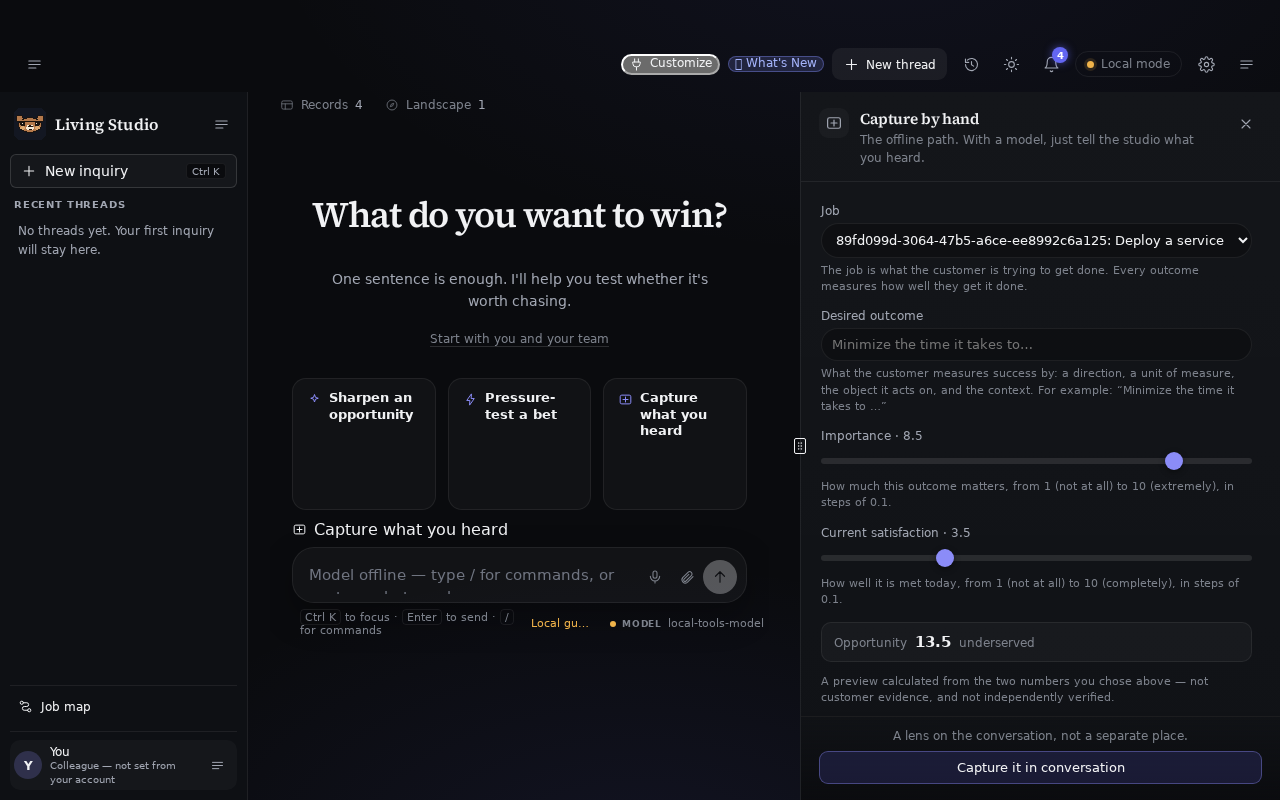 Customize
What's New
New thread
4
Local mode
Living Studio
New inquiry
Ctrl K
RECENT THREADS
No threads yet. Your first inquiry
will stay here.
Job map
Y
You
Colleague — not set from
your account
Records 4
Landscape 1
What do you want to win?
One sentence is enough. I'll help you test whether it's
worth chasing.
Start with you and your team
Sharpen an
opportunity
Pressure-
test a bet
Capture
what you
heard
Capture what you heard
Model offline — type / for commands, or
Ctrl K to focus · Enter to send · /
for commands
Local gu…
MODEL local-tools-model
Capture by hand
The offline path. With a model, just tell the studio what
you heard.
Job
89fd099d-3064-47b5-a6ce-ee8992c6a125: Deploy a service
The job is what the customer is trying to get done. Every outcome
measures how well they get it done.
Desired outcome
Minimize the time it takes to…
What the customer measures success by: a direction, a unit of measure,
the object it acts on, and the context. For example: “Minimize the time it
takes to …”
Importance · 8.5
How much this outcome matters, from 1 (not at all) to 10 (extremely), in
steps of 0.1.
Current satisfaction · 3.5
How well it is met today, from 1 (not at all) to 10 (completely), in steps of
0.1.
Opportunity 13.5 underserved
A preview calculated from the two numbers you chose above — not
customer evidence, and not independently verified.
A lens on the conversation, not a separate place.
Capture it in conversation